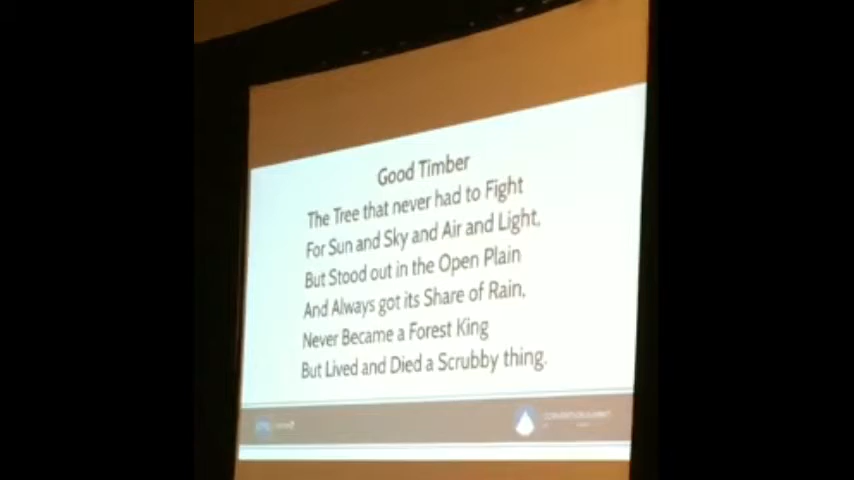 Good Timber
The Tree that never had to Fight
For Sun and Sky and Air and Light,
But Stood out in the Open Plain
And Always got its Share of Rain,
Never Became a Forest King
But Lived and Died a Scrubby thing.